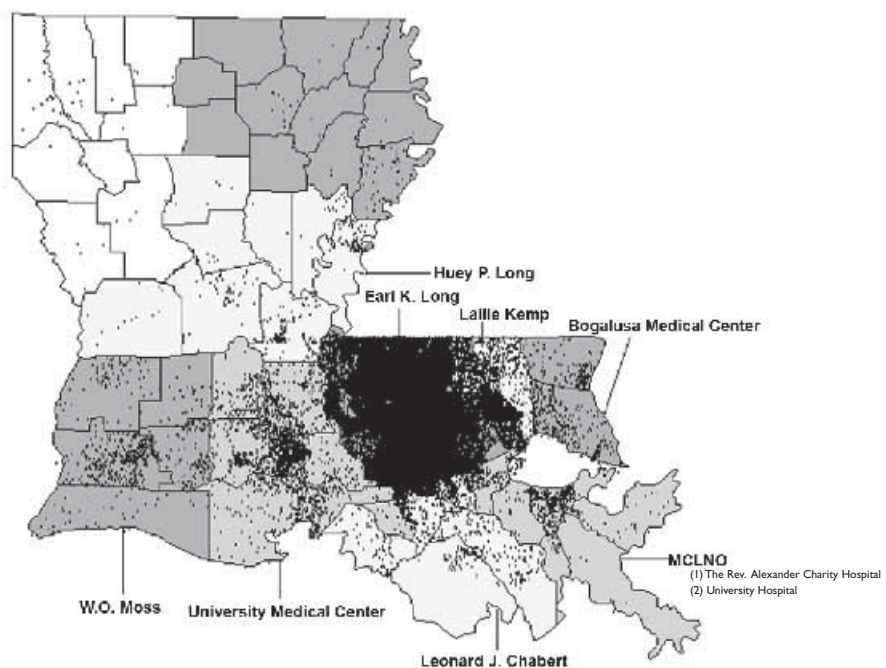 Huey P. Long
Earl K. Long
Lallie Kemp
Bogalusa Medical Center
MCLNO
(1) The Rev. Alexander Charity Hospital
(2) University Hospital
W.O. Moss
University Medical Center
Leonard J. Chabert